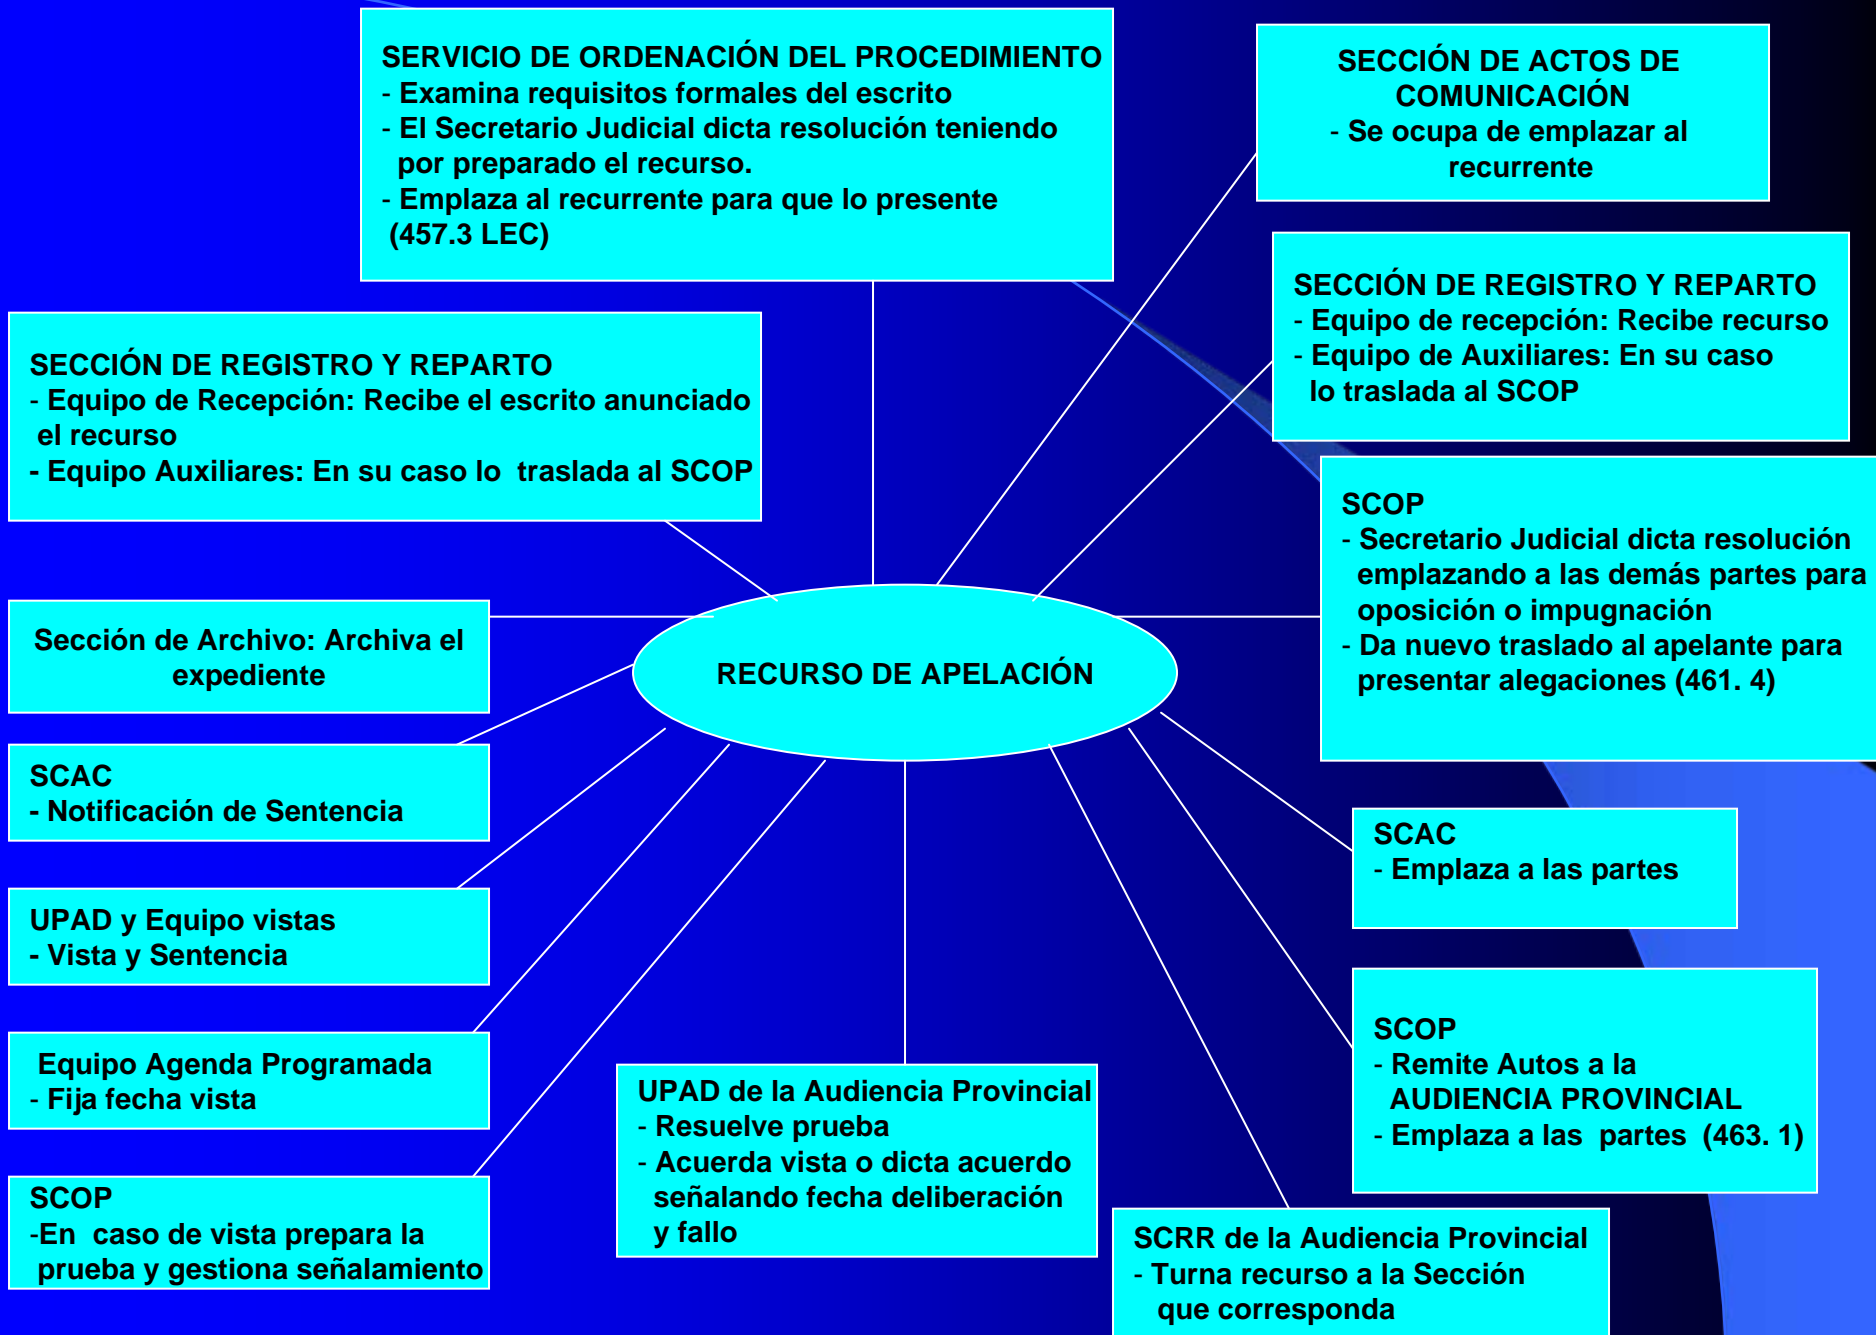 SERVICIO DE ORDENACIÓN DEL PROCEDIMIENTO
- Examina requisitos formales del escrito
- El Secretario Judicial dicta resolución teniendo
por preparado el recurso.
- Emplaza al recurrente para que lo presente
(457.3 LEC)
SECCIÓN DE ACTOS DE
COMUNICACIÓN
- Se ocupa de emplazar al
recurrente
SECCIÓN DE REGISTRO Y REPARTO
- Equipo de recepción: Recibe recurso
- Equipo de Auxiliares: En su caso
lo traslada al SCOP
SECCIÓN DE REGISTRO Y REPARTO
- Equipo de Recepción: Recibe el escrito anunciado
el recurso
- Equipo Auxiliares: En su caso lo traslada al SCOP
SCOP
- Secretario Judicial dicta resolución
emplazando a las demás partes para
oposición o impugnación
- Da nuevo traslado al apelante para
presentar alegaciones (461. 4)
Sección de Archivo: Archiva el
expediente
RECURSO DE APELACIÓN
SCAC
- Notificación de Sentencia
SCAC
- Emplaza a las partes
UPAD y Equipo vistas
- Vista y Sentencia
SCOP
- Remite Autos a la
AUDIENCIA PROVINCIAL
- Emplaza a las partes (463. 1)
Equipo Agenda Programada
- Fija fecha vista
UPAD de la Audiencia Provincial
- Resuelve prueba
- Acuerda vista o dicta acuerdo
señalando fecha deliberación
y fallo
SCOP
-En caso de vista prepara la
prueba y gestiona señalamiento
SCRR de la Audiencia Provincial
- Turna recurso a la Sección
que corresponda